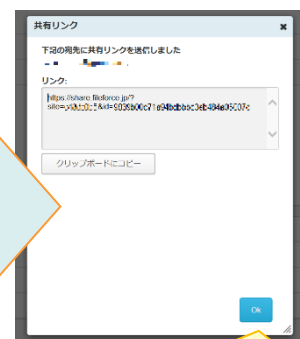 共有リンク
下記の宛先に共有リンクを送信しました
リンク:
https://share.fileforce.jp/?
クリップボードにコピー
Ok